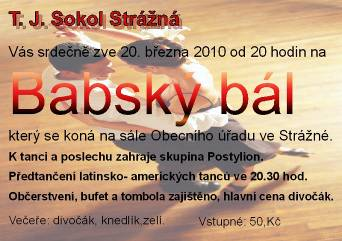 T. J. Sokol Strážná
Vás srdečně zve 20. března 2010 od 20 hodin na
Babský bál
který se koná na sále Obecního úřadu ve Strážné.
K tanci a poslechu zahraje skupina Postylion.
Předtančení latinsko- amerických tanců ve 20.30 hod.
Občerstvení, bufet a tombola zajištěno, hlavní cena divočák.
Večeře: divočák, knedlík,zelí. Vstupné: 50,Kč